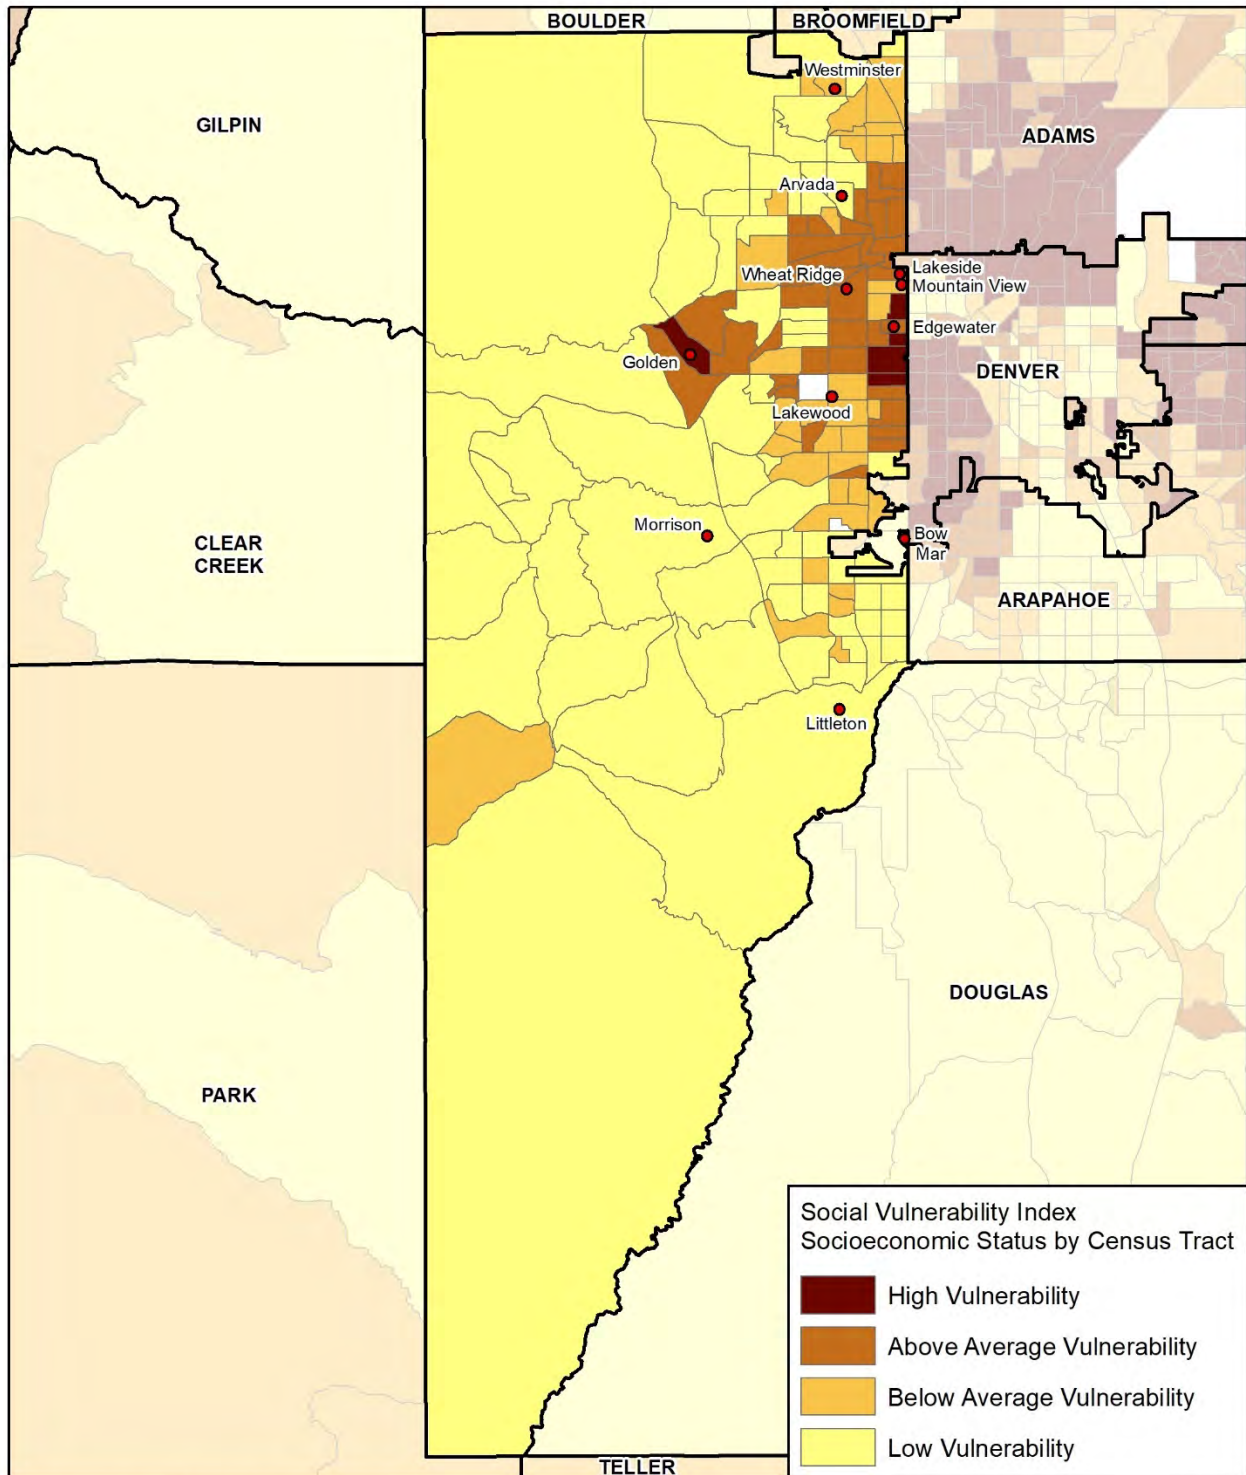 BOULDER
BROOMFIELD
Westminster
GILPIN
ADAMS
Arvada
Lakeside
Wheat Ridge
Mountain View
Edgewater
Golden
DENVER
Lakewood
Morrison
Bow
Mar
CLEAR
CREEK
ARAPAHOE
Littleton
DOUGLAS
PARK
Social Vulnerability Index
Socioeconomic Status by Census Tract
High Vulnerability
Above Average Vulnerability
Below Average Vulnerability
Low Vulnerability
TELLER